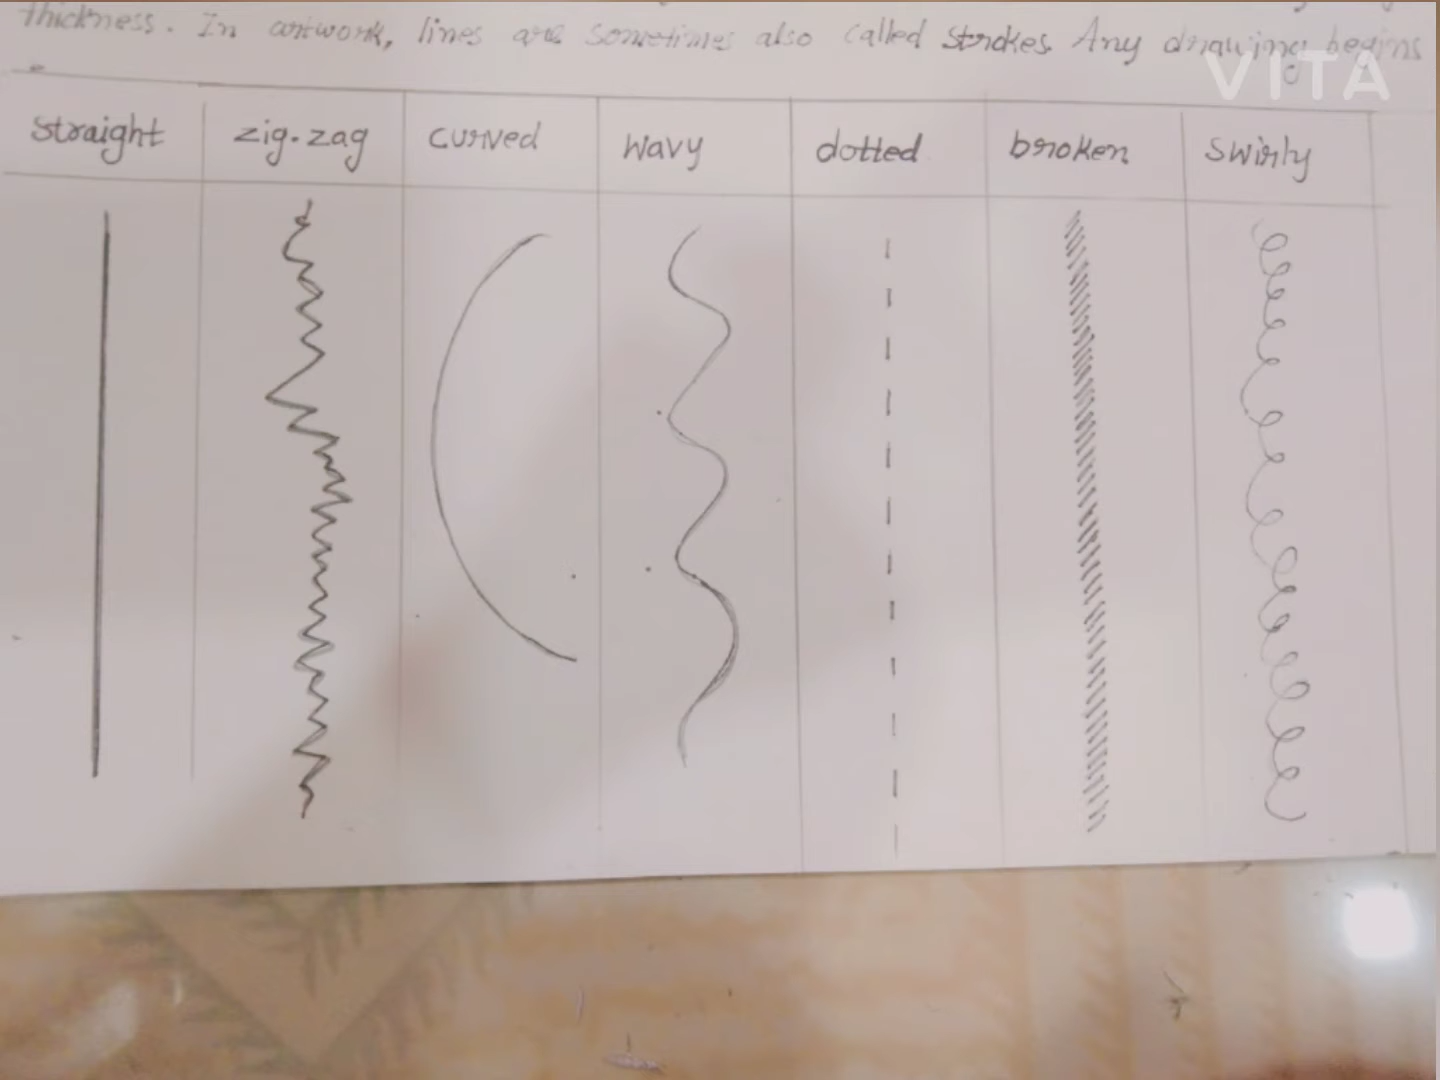 thickness. In artwork, lines are sometimes also called strokes. Any drawing begins
VITA
straight zig-zag curved wavy dotted broken swirly